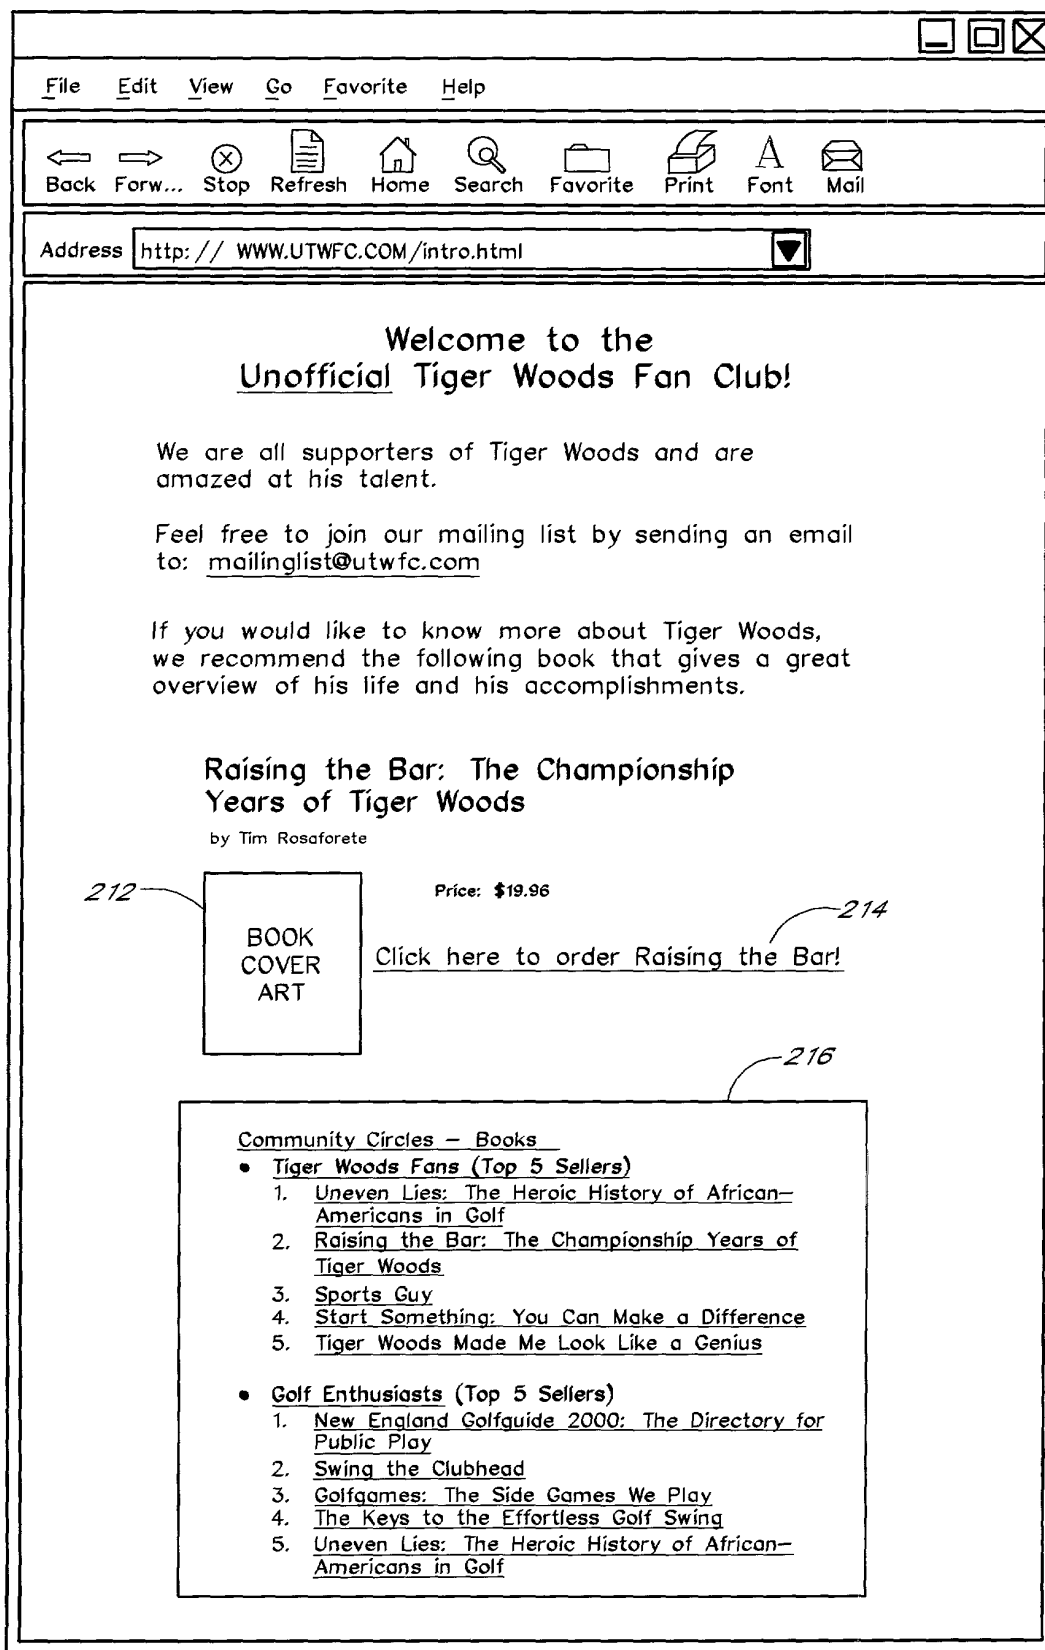 File Edit View Go Favorite Help
Back Forw... Stop Refresh Home Search Favorite Print Font Mail
Address http: // WWW.UTWFC.COM/intro.html
Welcome to the
Unofficial Tiger Woods Fan Club!
We are all supporters of Tiger Woods and are
amazed at his talent.
Feel free to join our mailing list by sending an email
to: mailinglist@utwfc.com
If you would like to know more about Tiger Woods,
we recommend the following book that gives a great
overview of his life and his accomplishments.
Raising the Bar: The Championship
Years of Tiger Woods
by Tim Rosaforete
212
Price: $19.96
214
BOOK
COVER
ART
Click here to order Raising the Bar!
216
Community Circles – Books
• Tiger Woods Fans (Top 5 Sellers)
1. Uneven Lies: The Heroic History of African–
Americans in Golf
2. Raising the Bar: The Championship Years of
Tiger Woods
3. Sports Guy
4. Start Something: You Can Make a Difference
5. Tiger Woods Made Me Look Like a Genius
• Golf Enthusiasts (Top 5 Sellers)
1. New England Golfguide 2000: The Directory for
Public Play
2. Swing the Clubhead
3. Golfgames: The Side Games We Play
4. The Keys to the Effortless Golf Swing
5. Uneven Lies: The Heroic History of African–
Americans in Golf